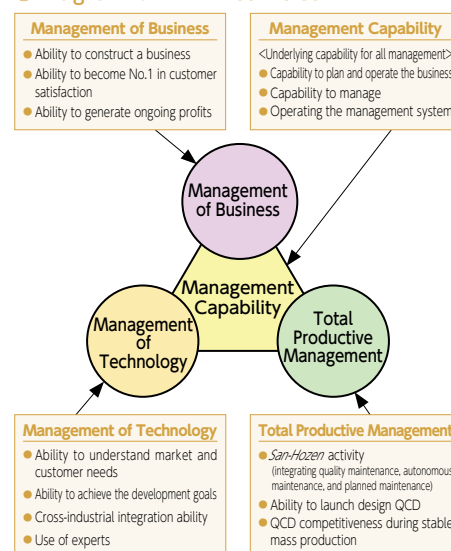 Management of Business
● Ability to construct a business
● Ability to become No.1 in customer
satisfaction
● Ability to generate ongoing profits
Management Capability
<Underlying capability for all management>
● Capability to plan and operate the business
● Capability to manage
● Operating the management system
Management
of Business
Management
Capability
Management
of
Technology
Total
Productive
Management
Management of Technology
● Ability to understand market and
customer needs
● Ability to achieve the development goals
● Cross-industrial integration ability
● Use of experts
Total Productive Management
● San-Hozen activity
(integrating quality maintenance, autonomous
maintenance, and planned maintenance)
● Ability to launch design QCD
● QCD competitiveness during stable
mass production